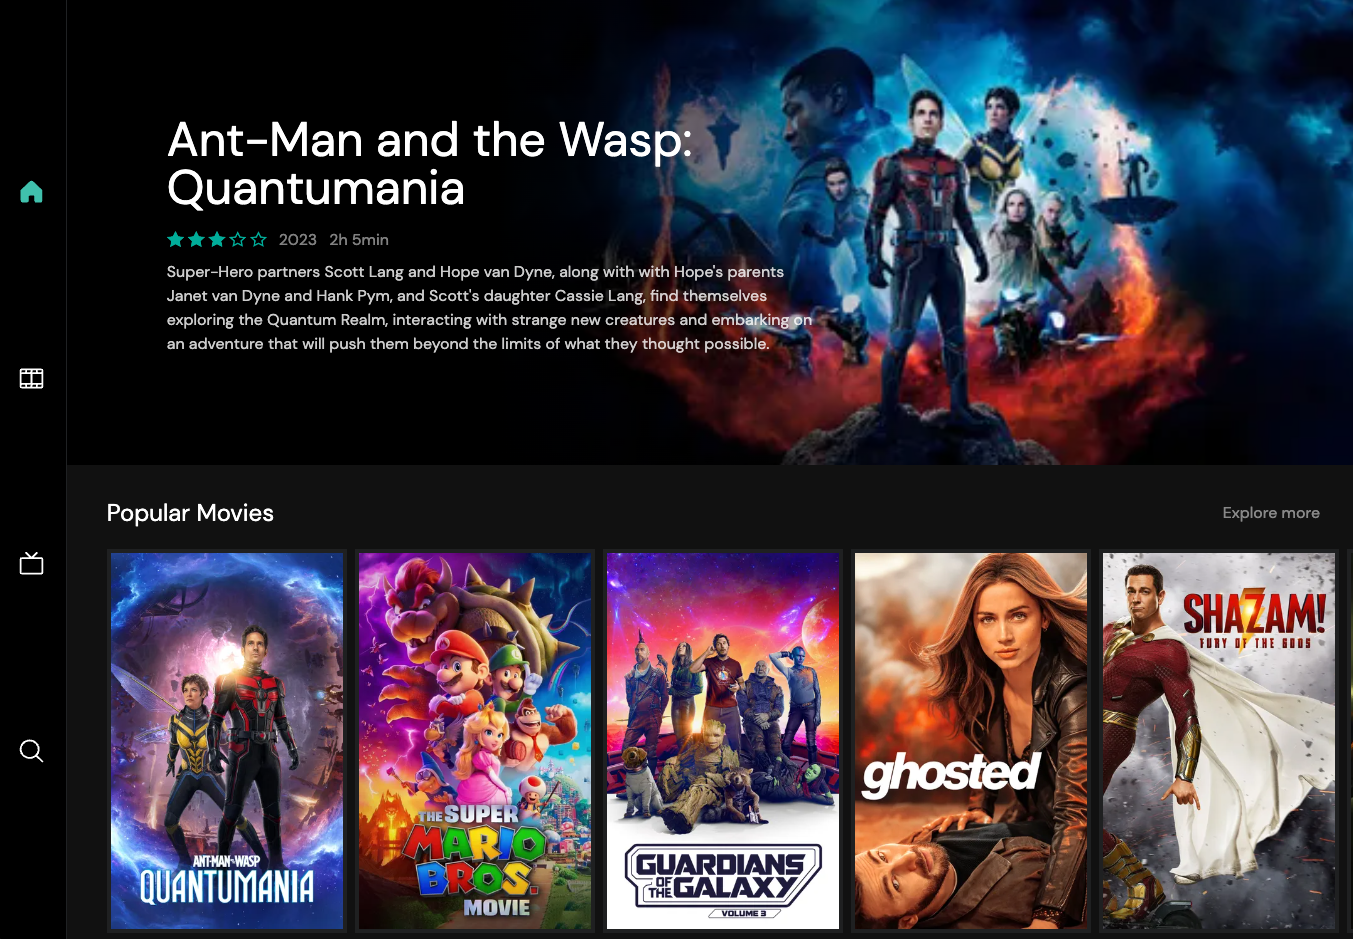 Ant-Man and the Wasp:
Quantumania
2023 2h 5min
Super-Hero partners Scott Lang and Hope van Dyne, along with with Hope's parents
Janet van Dyne and Hank Pym, and Scott's daughter Cassie Lang, find themselves
exploring the Quantum Realm, interacting with strange new creatures and embarking on
an adventure that will push them beyond the limits of what they thought possible.
Popular Movies
Explore more
ANT-MAN AND THE WASP
QUANTUMANIA
THE SUPER
MARIO
BROS.
MOVIE
GUARDIANS
OF THE GALAXY
VOLUME 3
ghosted
SHAZAM!
FURY OF THE GODS